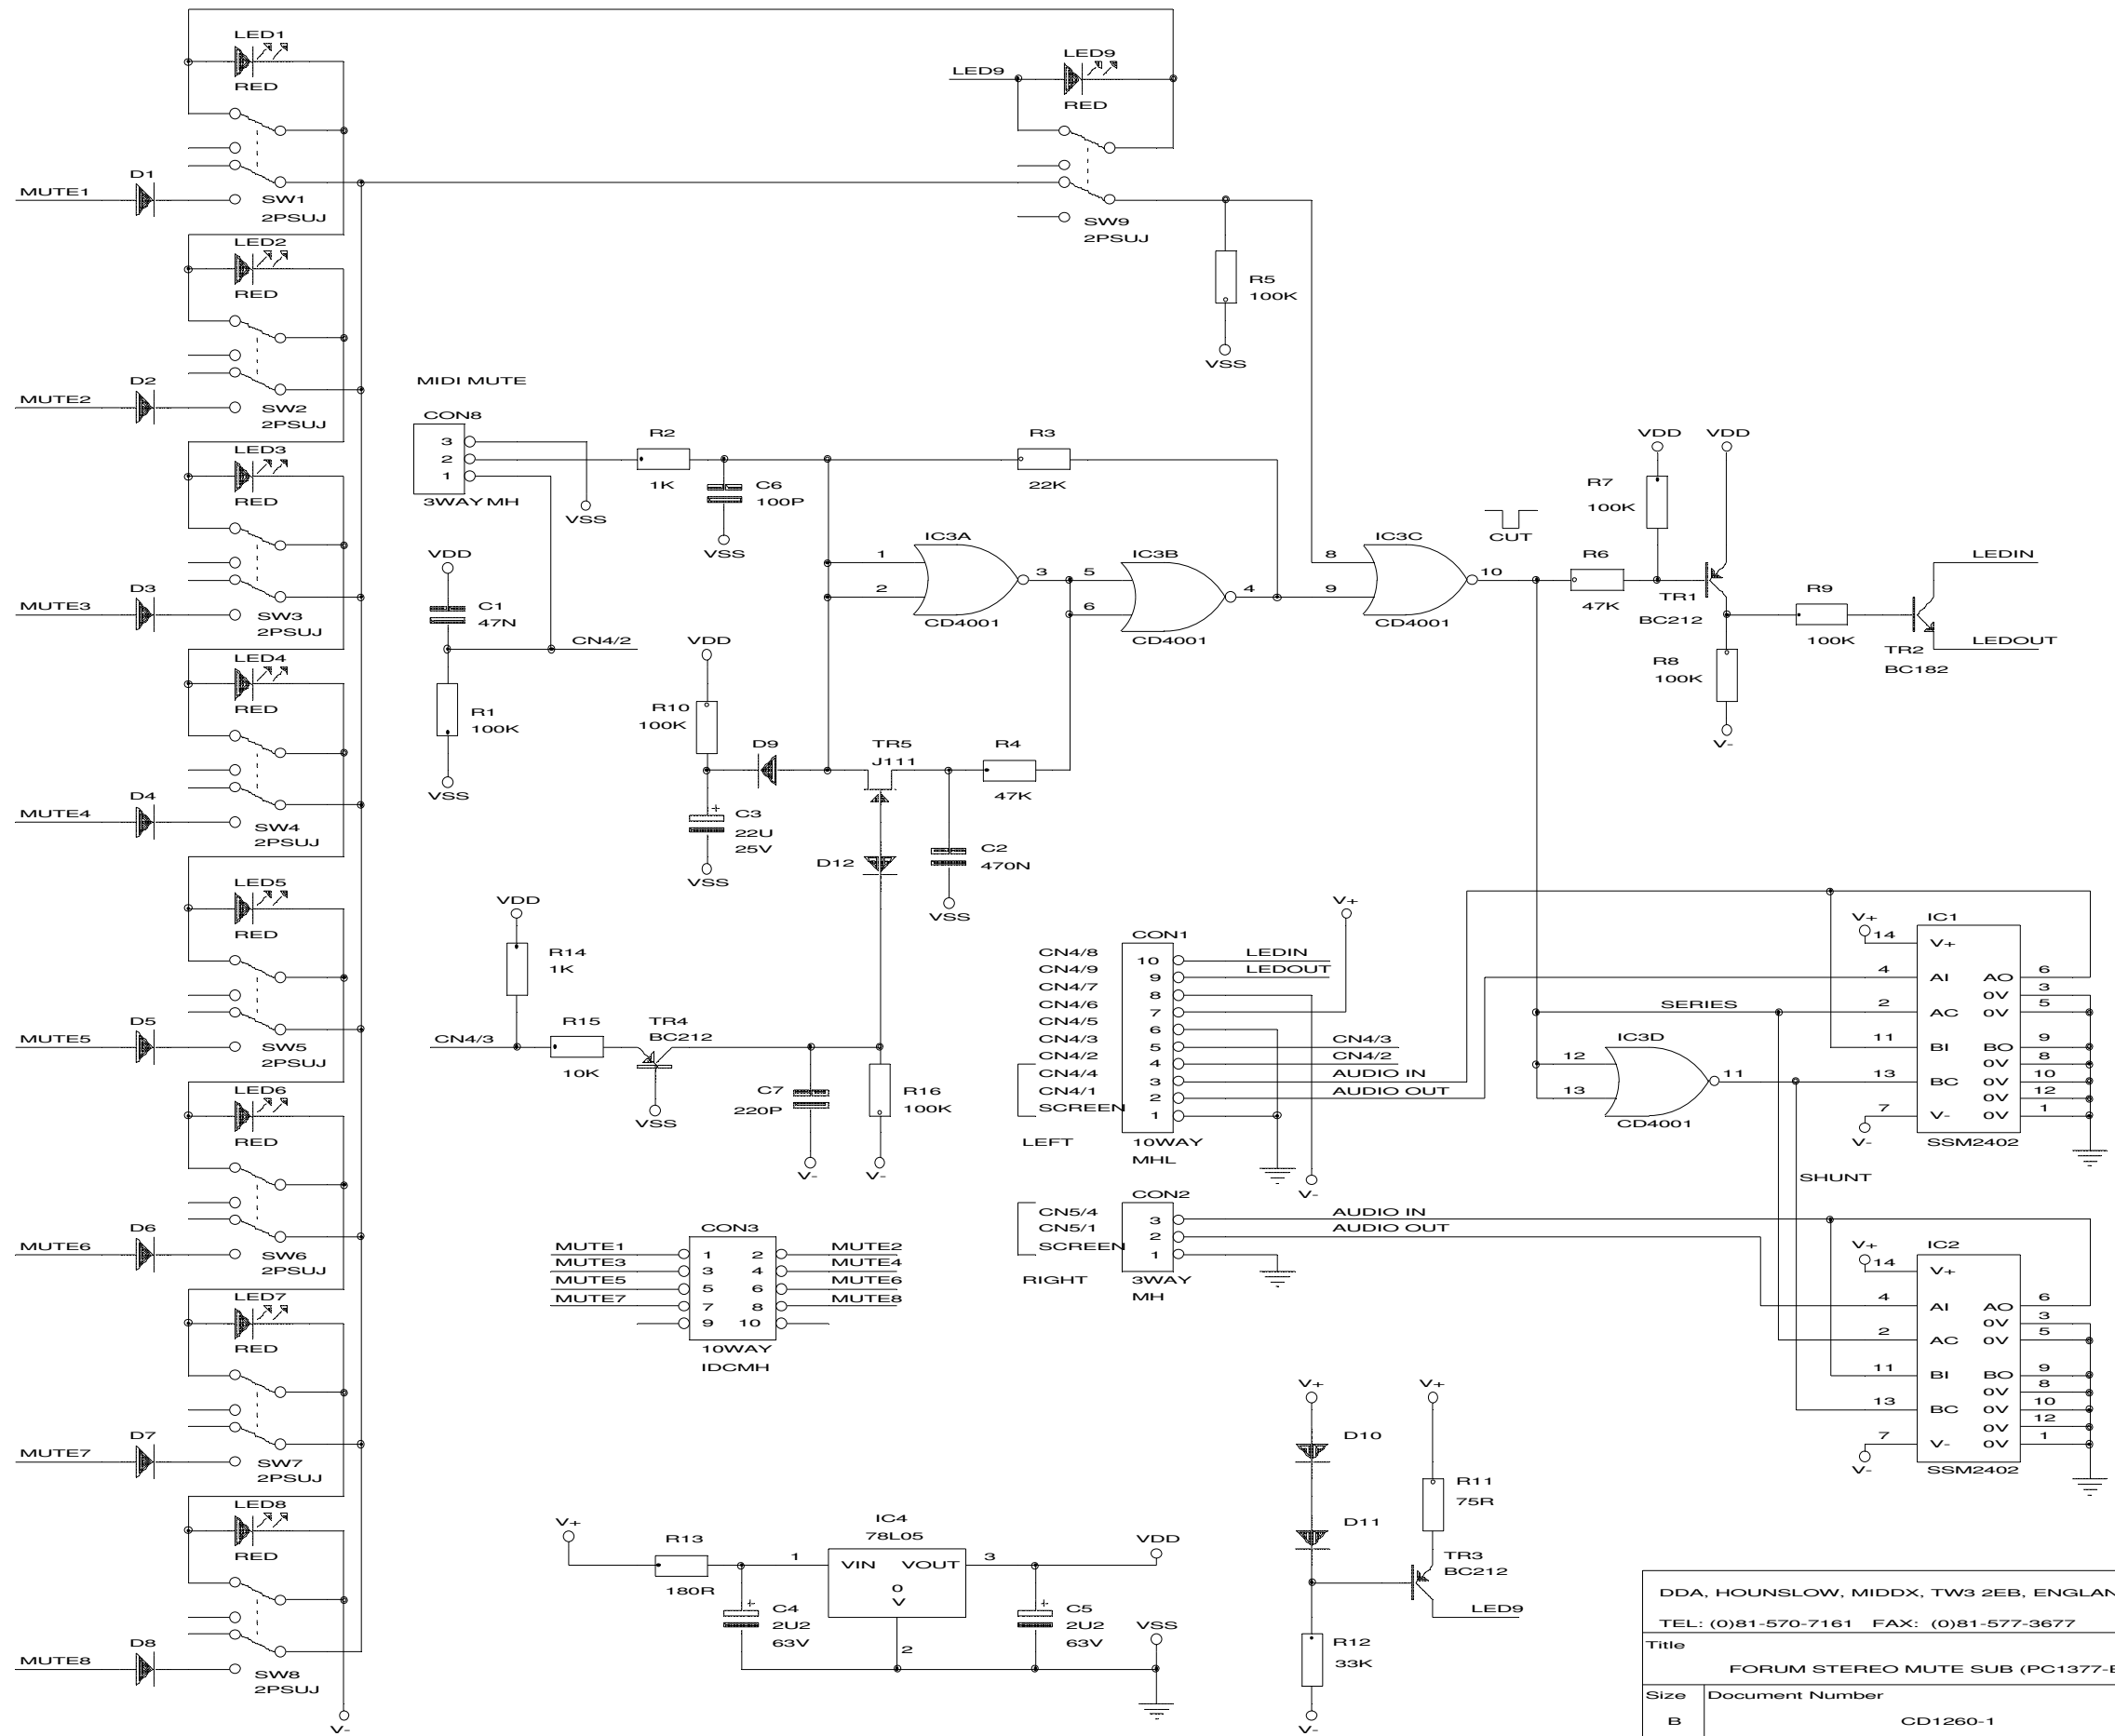 LED1
RED
LED9
LED9
RED
D1
MUTE1
SW1
2PSUJ
SW9
2PSUJ
LED2
RED
R5
100K
VSS
D2
MUTE2
SW2
2PSUJ
MIDI MUTE
CON8
3
2
1
3WAY MH
R2
1K
C6
100P
VSS
VSS
R3
22K
LED3
RED
D3
MUTE3
SW3
2PSUJ
VDD
C1
47N
CN4/2
R1
100K
VSS
IC3A
1
2
3
CD4001
IC3B
5
6
4
CD4001
IC3C
8
9
10
CD4001
CUT
VDD
VDD
R7
100K
R6
47K
TR1
BC212
R8
100K
V-
R9
100K
TR2
BC182
LEDIN
LEDOUT
LED4
RED
D4
MUTE4
SW4
2PSUJ
VDD
R10
100K
D9
TR5
J111
R4
47K
C3
+
22U
25V
VSS
D12
C2
470N
VSS
LED5
RED
D5
MUTE5
SW5
2PSUJ
VDD
R14
1K
CN4/3
R15
10K
TR4
BC212
VSS
C7
220P
V-
R16
100K
V-
V+
CON1
CN4/8
10
LEDIN
CN4/9
9
LEDOUT
CN4/7
8
CN4/6
7
CN4/5
6
CN4/3
5
CN4/3
CN4/2
4
CN4/2
CN4/4
3
AUDIO IN
CN4/1
2
AUDIO OUT
SCREEN
1
LEFT
10WAY
MHL
V-
SERIES
IC3D
12
13
11
CD4001
SHUNT
V+
IC1
14
V+
4
AI
AO
6
0V
3
2
AC
0V
5
11
BI
BO
9
0V
8
13
BC
0V
10
0V
12
7
V-
0V
1
V-
SSM2402
LED6
RED
D6
MUTE6
SW6
2PSUJ
CON3
MUTE1
1
2
MUTE2
MUTE3
3
4
MUTE4
MUTE5
5
6
MUTE6
MUTE7
7
8
MUTE8
9
10
10WAY
IDCMH
CON2
CN5/4
3
AUDIO IN
CN5/1
2
AUDIO OUT
SCREEN
1
RIGHT
3WAY
MH
V+
IC2
14
V+
4
AI
AO
6
0V
3
2
AC
0V
5
11
BI
BO
9
0V
8
13
BC
0V
10
0V
12
7
V-
0V
1
V-
SSM2402
LED7
RED
D7
MUTE7
SW7
2PSUJ
LED8
RED
D8
MUTE8
SW8
2PSUJ
V-
V+
R13
180R
1
IC4
78L05
VIN
VOUT
0
V
3
2
C4
+
2U2
63V
C5
+
2U2
63V
VDD
VSS
V+
V+
D10
D11
R11
75R
TR3
BC212
LED9
R12
33K
V-
DDA, HOUNSLOW, MIDDX, TW3 2EB, ENGLAN
TEL: (0)81-570-7161 FAX: (0)81-577-3677
Title
FORUM STEREO MUTE SUB (PC1377-
Size
Document Number
B
CD1260-1